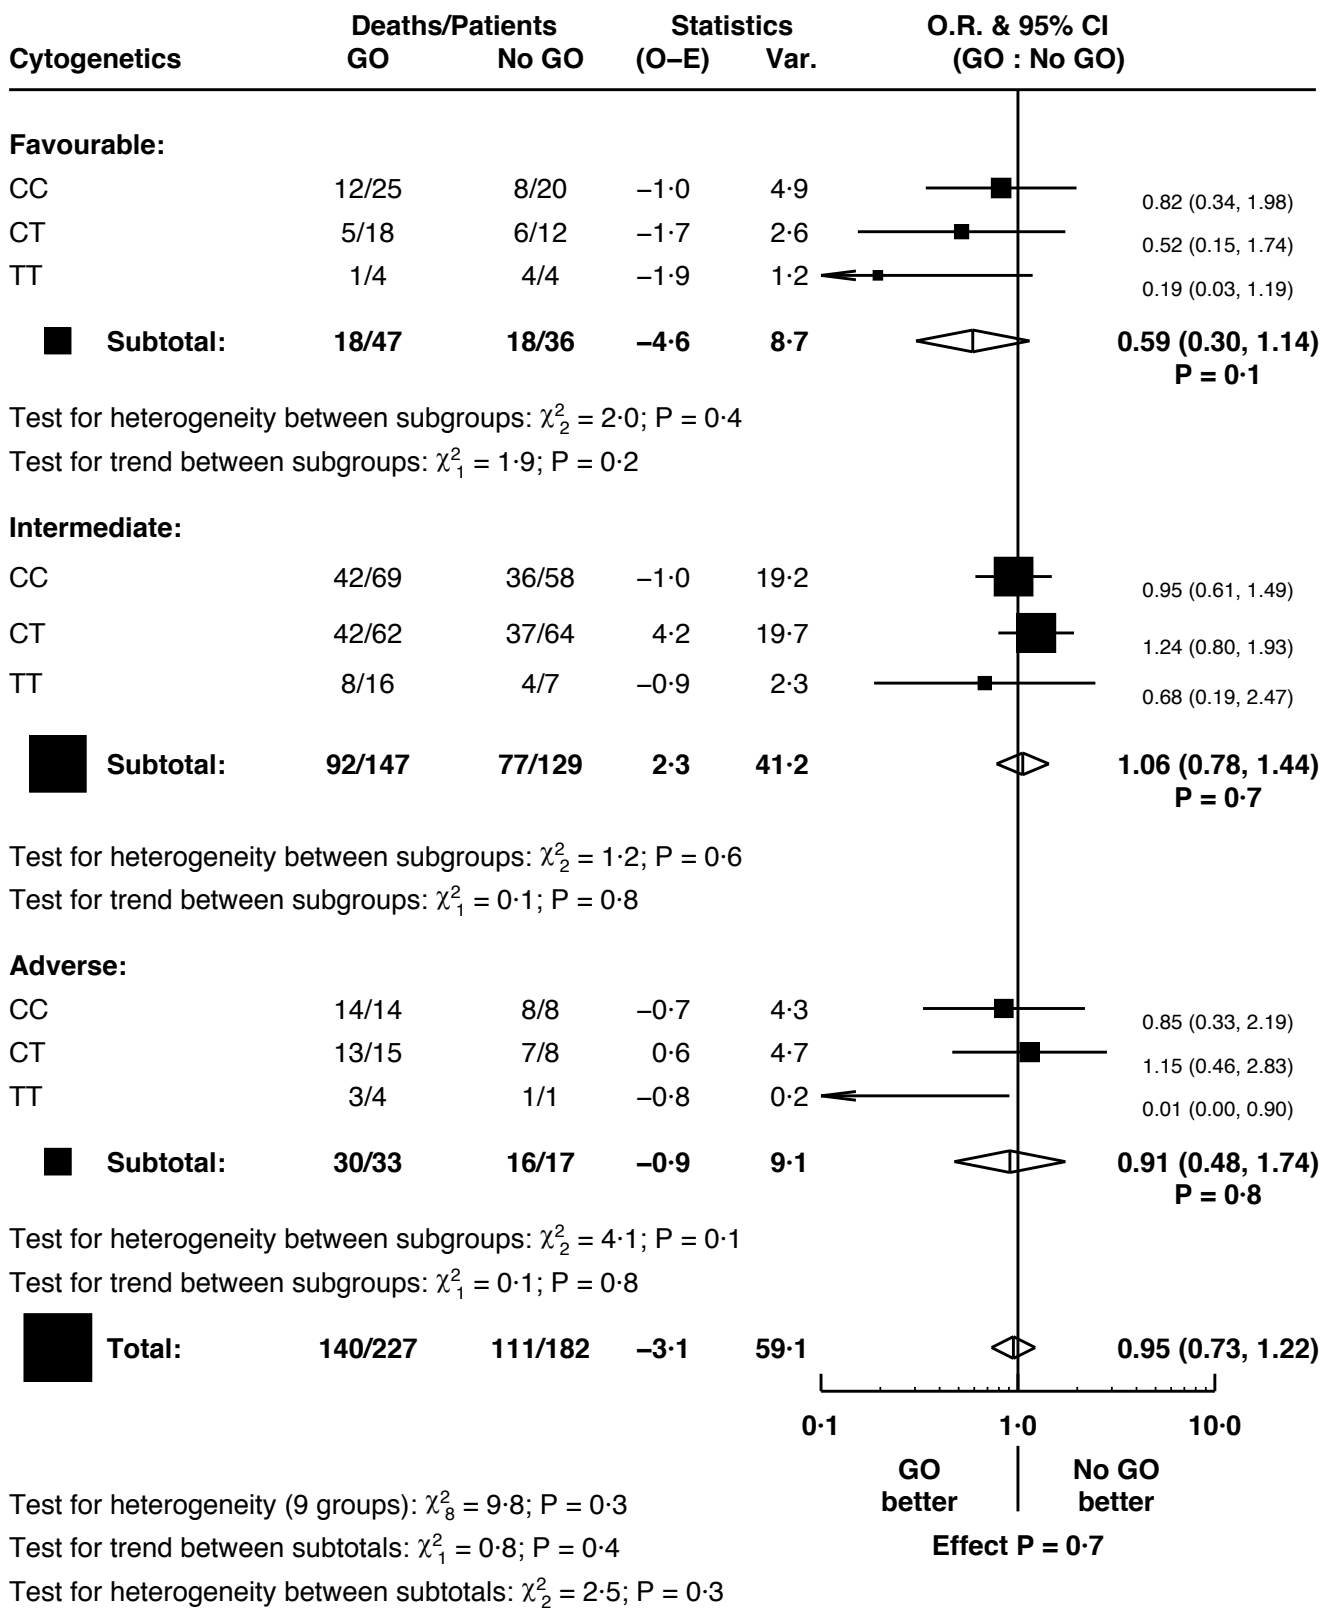 Deaths/Patients Statistics O.R. & 95% CI
Cytogenetics GO No GO (O–E) Var. (GO : No GO)
Favourable:
CC 12/25 8/20 –1·0 4·9 0.82 (0.34, 1.98)
CT 5/18 6/12 –1·7 2·6 0.52 (0.15, 1.74)
TT 1/4 4/4 –1·9 1·2 0.19 (0.03, 1.19)
Subtotal: 18/47 18/36 –4·6 8·7 0.59 (0.30, 1.14)
P = 0·1
Test for heterogeneity between subgroups: χ²₂ = 2·0; P = 0·4
Test for trend between subgroups: χ²₁ = 1·9; P = 0·2
Intermediate:
CC 42/69 36/58 –1·0 19·2 0.95 (0.61, 1.49)
CT 42/62 37/64 4·2 19·7 1.24 (0.80, 1.93)
TT 8/16 4/7 –0·9 2·3 0.68 (0.19, 2.47)
Subtotal: 92/147 77/129 2·3 41·2 1.06 (0.78, 1.44)
P = 0·7
Test for heterogeneity between subgroups: χ²₂ = 1·2; P = 0·6
Test for trend between subgroups: χ²₁ = 0·1; P = 0·8
Adverse:
CC 14/14 8/8 –0·7 4·3 0.85 (0.33, 2.19)
CT 13/15 7/8 0·6 4·7 1.15 (0.46, 2.83)
TT 3/4 1/1 –0·8 0·2 0.01 (0.00, 0.90)
Subtotal: 30/33 16/17 –0·9 9·1 0.91 (0.48, 1.74)
P = 0·8
Test for heterogeneity between subgroups: χ²₂ = 4·1; P = 0·1
Test for trend between subgroups: χ²₁ = 0·1; P = 0·8
Total: 140/227 111/182 –3·1 59·1 0.95 (0.73, 1.22)
0·1 1·0 10·0
GO No GO
better better
Effect P = 0·7
Test for heterogeneity (9 groups): χ²₈ = 9·8; P = 0·3
Test for trend between subtotals: χ²₁ = 0·8; P = 0·4
Test for heterogeneity between subtotals: χ²₂ = 2·5; P = 0·3